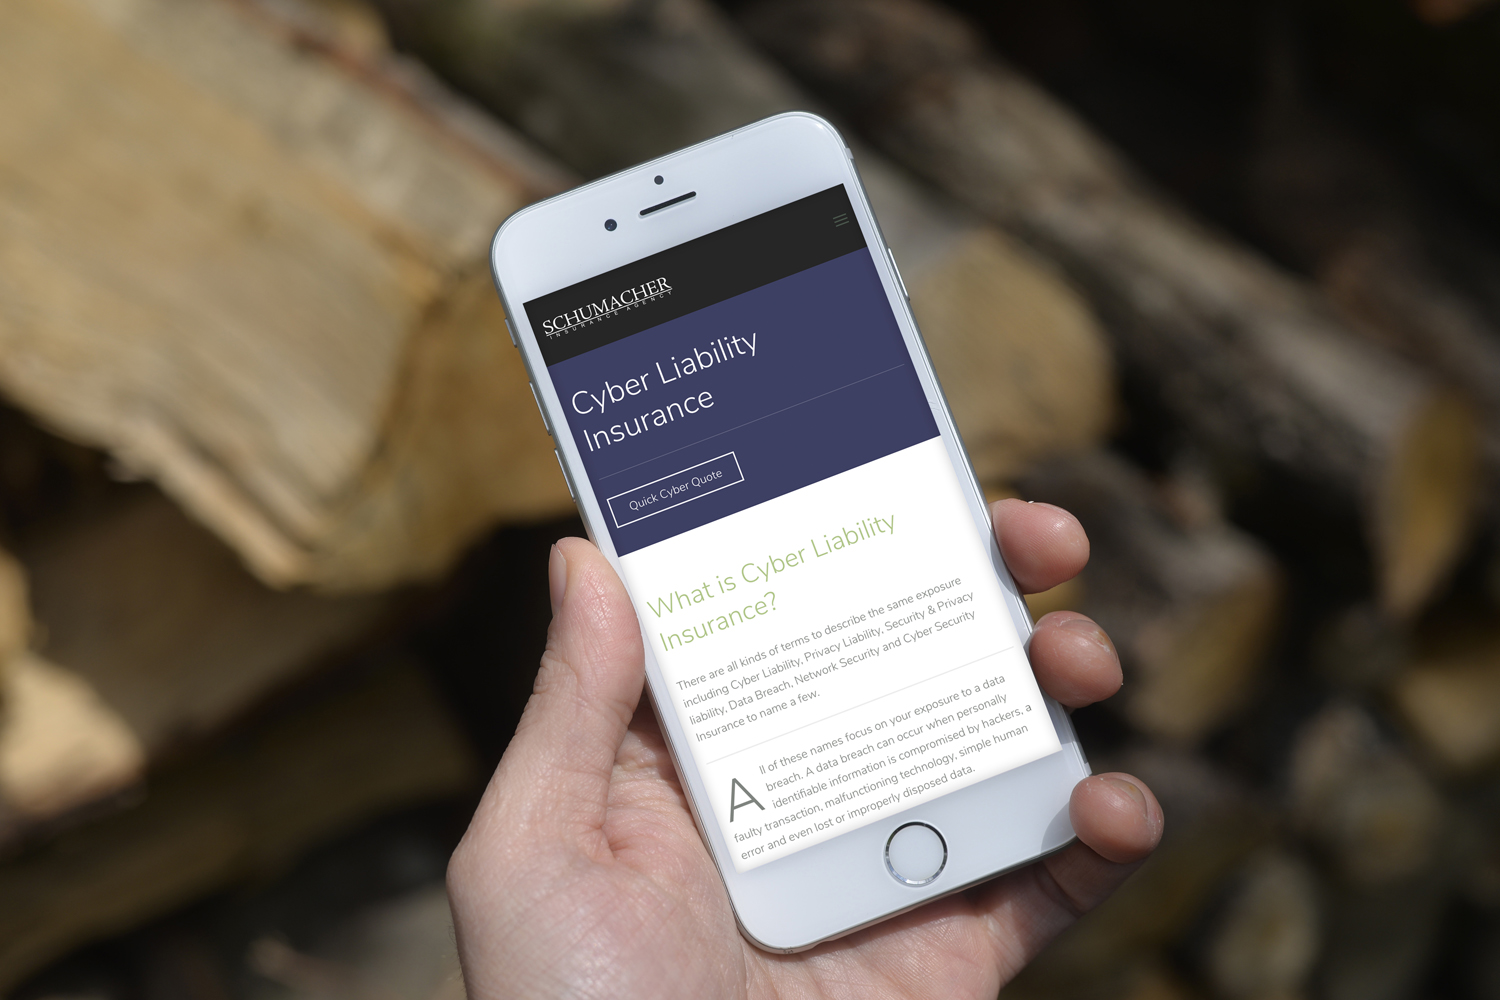 SCHUMACHER
INSURANCE AGENCY
Cyber Liability
Insurance
Quick Cyber Quote
What is Cyber Liability
Insurance?
There are all kinds of terms to describe the same exposure
including Cyber Liability, Privacy Liability, Security & Privacy
liability, Data Breach, Network Security and Cyber Security
Insurance to name a few.
All of these names focus on your exposure to a data
breach. A data breach can occur when personally
identifiable information is compromised by hackers, a
faulty transaction, malfunctioning technology, simple human
error and even lost or improperly disposed data.